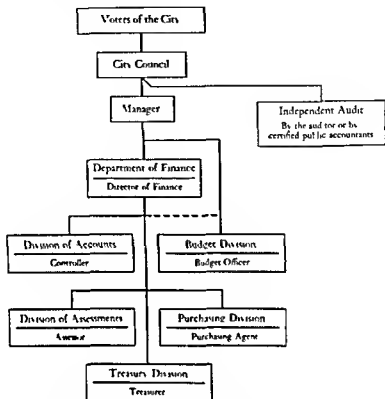 Voters of the City
City Council
Manager
Independent Audit
By the auditor or by
certified public accountants
Department of Finance
Director of Finance
Division of Accounts
Controller
Budget Division
Budget Officer
Division of Assessments
Assessor
Purchasing Division
Purchasing Agent
Treasury Division
Treasurer